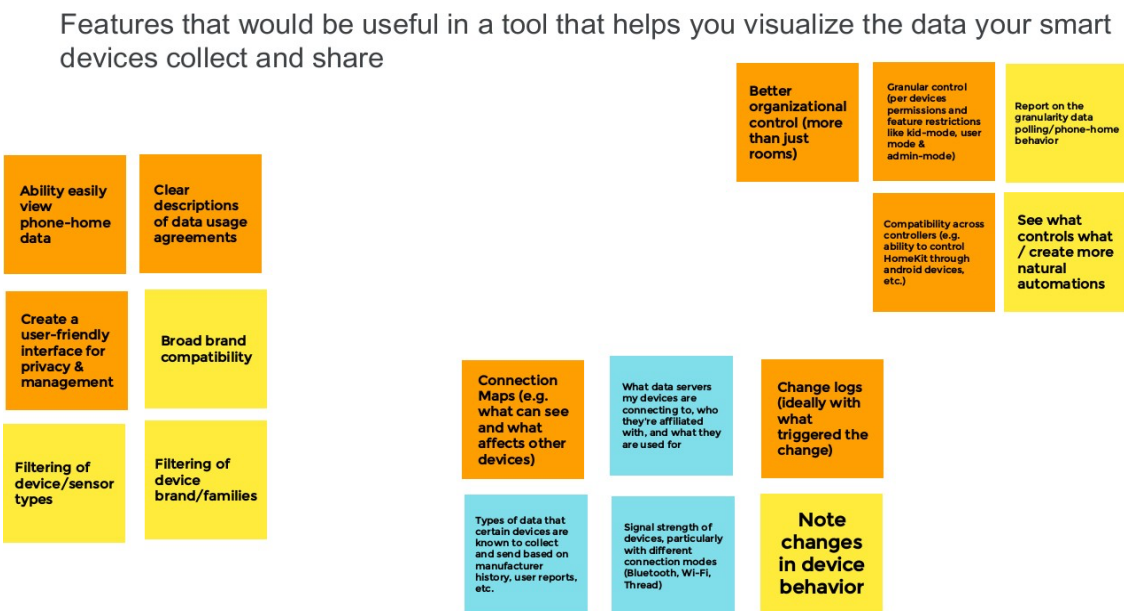 Features that would be useful in a tool that helps you visualize the data your smart
devices collect and share
Ability easily
view
phone-home
data
Clear
descriptions
of data usage
agreements
Create a
user-friendly
interface for
privacy &
management
Broad brand
compatibility
Filtering of
device/sensor
types
Filtering of
device
brand/families
Connection
Maps (e.g.
what can see
and what
affects other
devices)
What data servers
my devices are
connecting to, who
they're affiliated
with, and what they
are used for
Change logs
(ideally with
what
triggered the
change)
Types of data that
certain devices are
known to collect
and send based on
manufacturer
history, user reports,
etc.
Signal strength of
devices, particularly
with different
connection modes
(Bluetooth, Wi-Fi,
Thread)
Note
changes
in device
behavior
Better
organizational
control (more
than just
rooms)
Granular control
(per devices
permissions and
feature restrictions
like kid-mode, user
mode &
admin-mode)
Report on the
granularity data
polling/phone-home
behavior
Compatibility across
controllers (e.g.
ability to control
HomeKit through
android devices,
etc.)
See what
controls what
/ create more
natural
automations